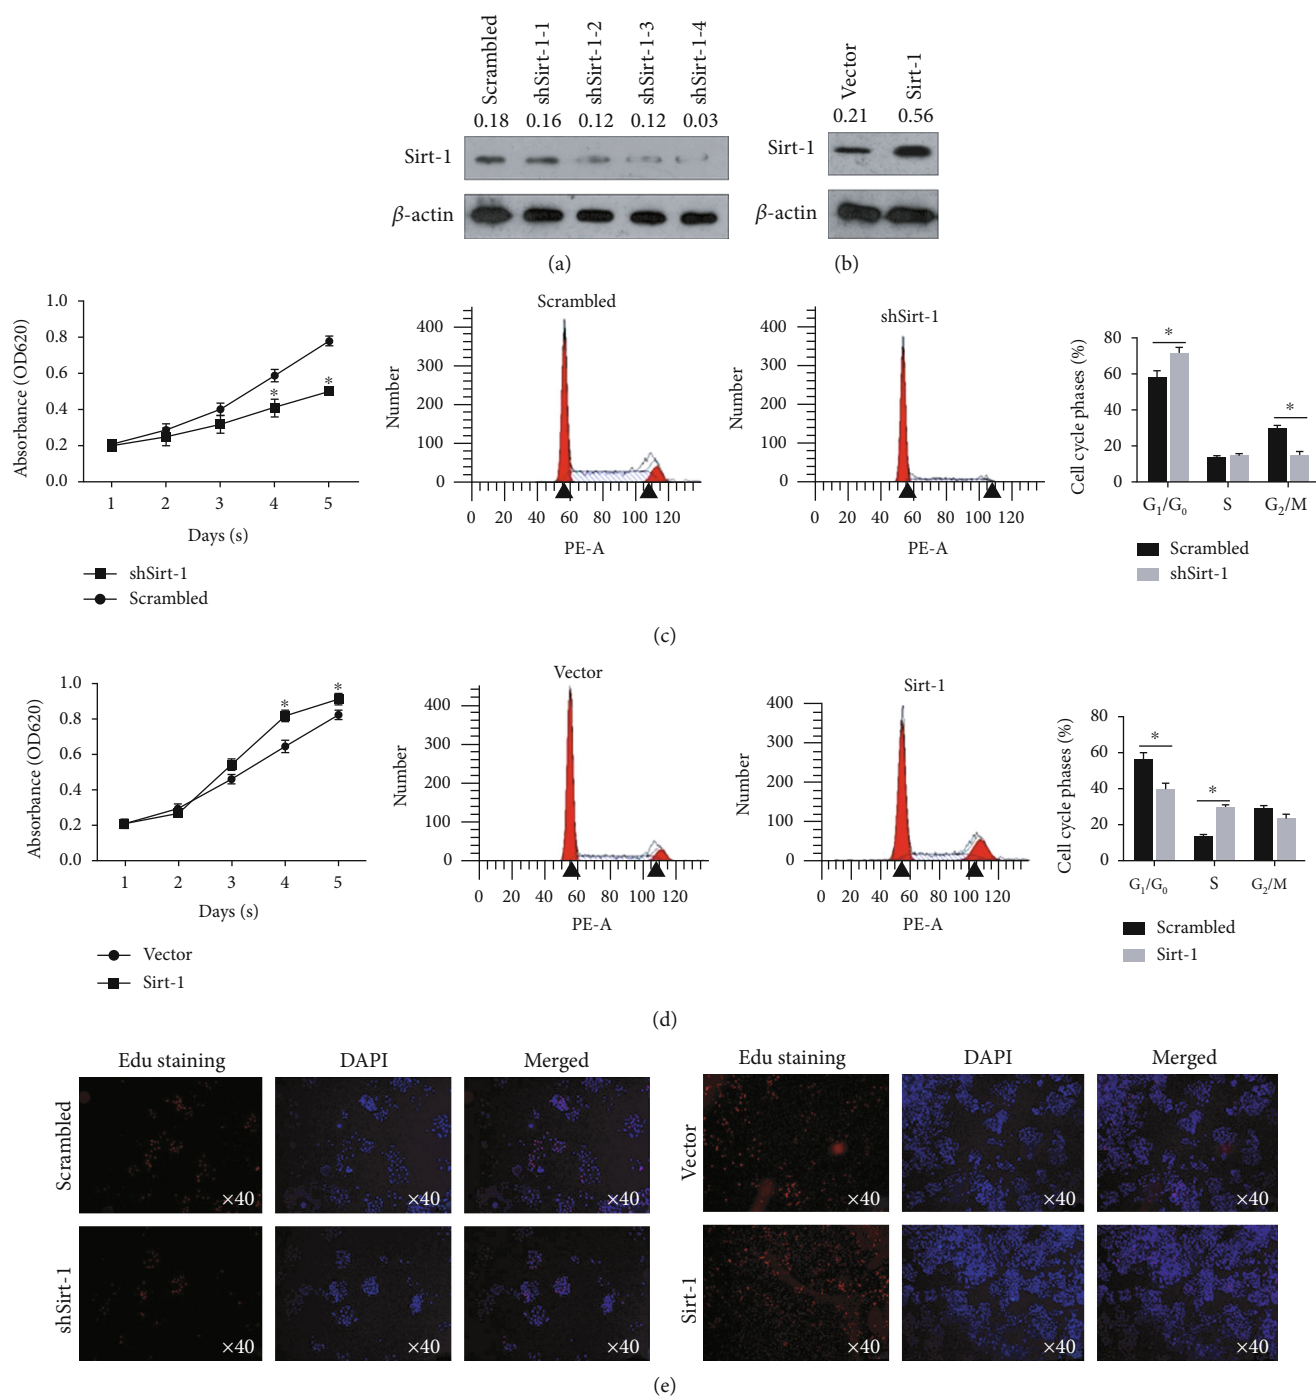 Scrambled
shSirt-1-1
shSirt-1-2
shSirt-1-3
shSirt-1-4
0.18 0.16 0.12 0.12 0.03
Sirt-1
β-actin
(a)
Vector
Sirt-1
0.21 0.56
Sirt-1
β-actin
(b)
Absorbance (OD620)
1.0
0.8
0.6
0.4
0.2
0.0
* *
1 2 3 4 5
Days (s)
shSirt-1
Scrambled
Scrambled
Number
400
300
200
100
0
0 20 40 60 80 100 120
PE-A
shSirt-1
Number
400
300
200
100
0
0 20 40 60 80 100 120
PE-A
Cell cycle phases (%)
80
60
40
20
0
* *
G₁/G₀ S G₂/M
Scrambled
shSirt-1
(c)
Absorbance (OD620)
1.0
0.8
0.6
0.4
0.2
0.0
* *
1 2 3 4 5
Days (s)
Vector
Sirt-1
Vector
Number
400
300
200
100
0
0 20 40 60 80 100 120
PE-A
Sirt-1
Number
400
300
200
100
0
0 20 40 60 80 100 120
PE-A
Cell cycle phases (%)
80
60
40
20
0
* *
G₁/G₀ S G₂/M
Scrambled
Sirt-1
(d)
Edu staining DAPI Merged
Scrambled
×40 ×40 ×40
shSirt-1
×40 ×40 ×40
Edu staining DAPI Merged
Vector
×40 ×40 ×40
Sirt-1
×40 ×40 ×40
(e)